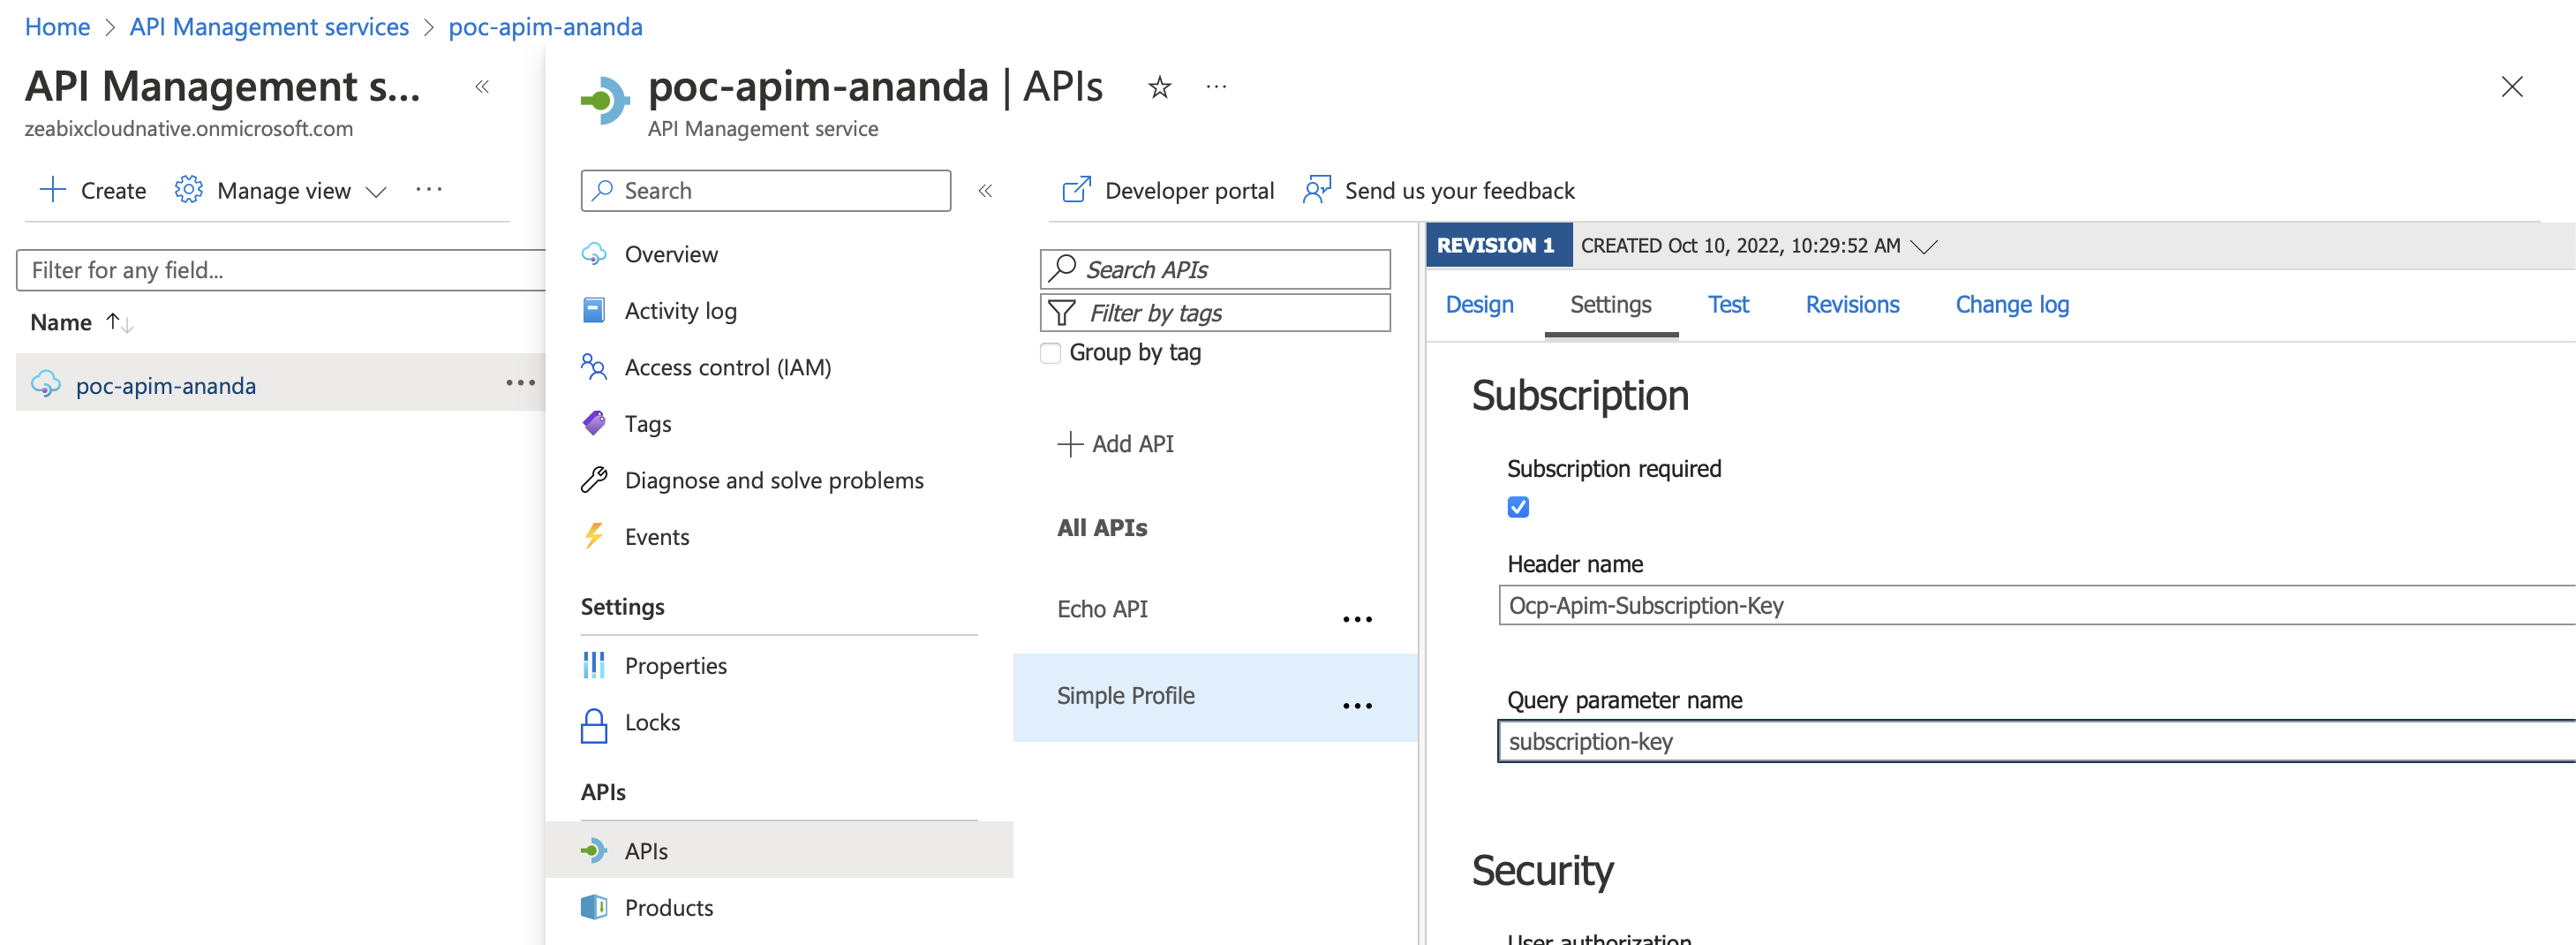 Home > API Management services > poc-apim-ananda
API Management s...
zeabixcloudnative.onmicrosoft.com
Create
Manage view
Filter for any field...
Name
poc-apim-ananda
poc-apim-ananda | APIs
API Management service
Search
Overview
Activity log
Access control (IAM)
Tags
Diagnose and solve problems
Events
Settings
Properties
Locks
APIs
APIs
Products
Developer portal
Send us your feedback
Search APIs
Filter by tags
Group by tag
Add API
All APIs
Echo API
Simple Profile
REVISION 1 CREATED Oct 10, 2022, 10:29:52 AM
Design Settings Test Revisions Change log
Subscription
Subscription required
Header name
Ocp-Apim-Subscription-Key
Query parameter name
subscription-key
Security
User authorization